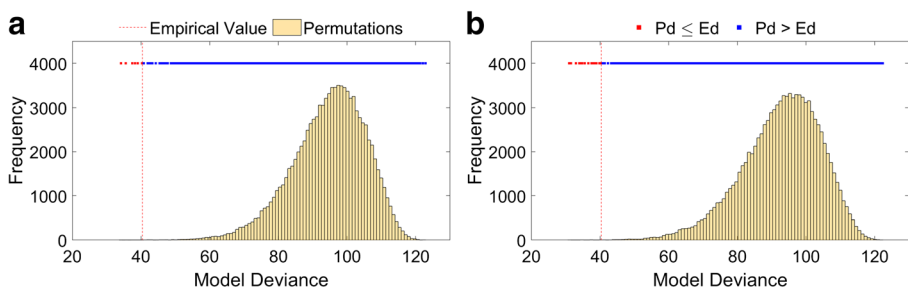 a
Empirical Value Permutations
b
Pd ≤ Ed Pd > Ed
Frequency
4000
3000
2000
1000
0
20 40 60 80 100 120
Model Deviance
Frequency
4000
3000
2000
1000
0
20 40 60 80 100 120
Model Deviance